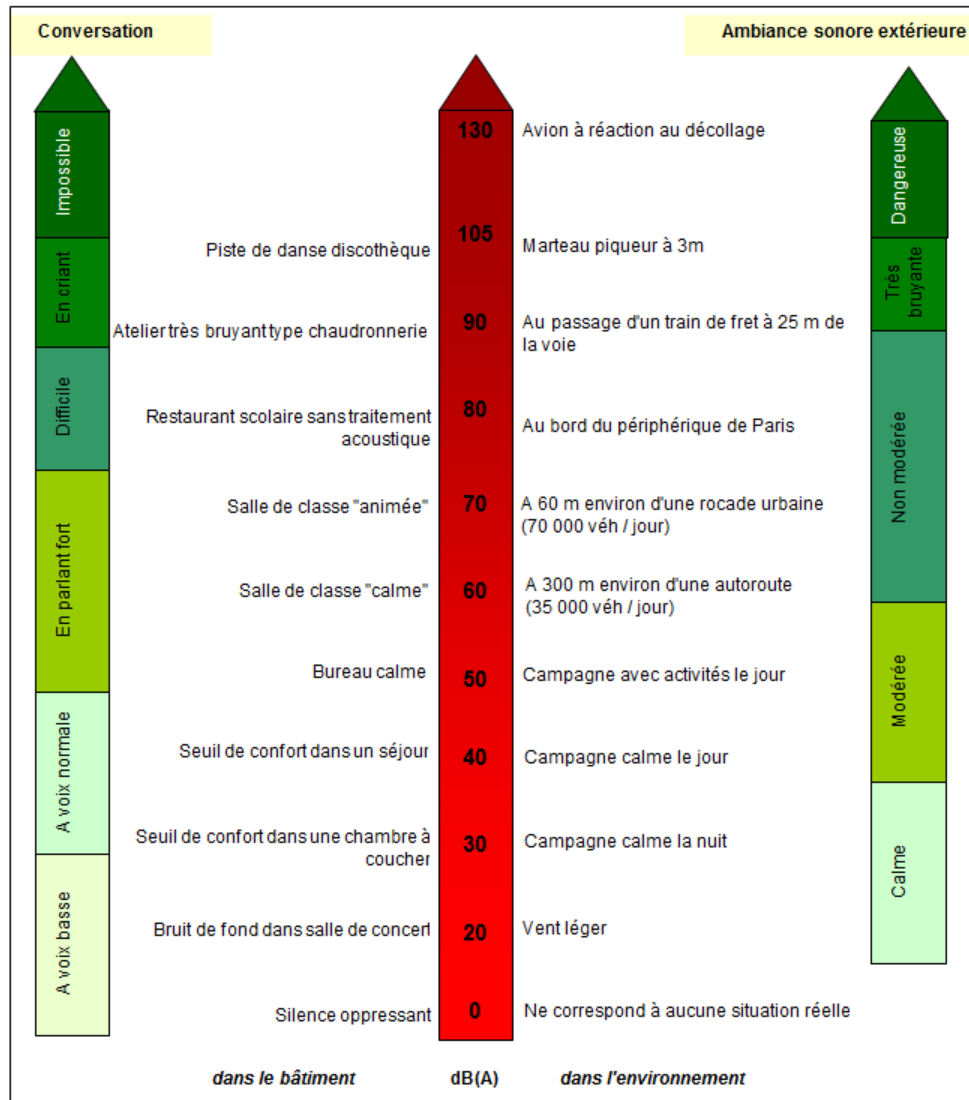 Conversation
Ambiance sonore extérieure
Impossible
En criant
Difficile
En parlant fort
A voix normale
A voix basse
130
Avion à réaction au décollage
Piste de danse discothèque
105
Marteau piqueur à 3m
Atelier très bruyant type chaudronnerie
90
Au passage d'un train de fret à 25 m de
la voie
Restaurant scolaire sans traitement
acoustique
80
Au bord du périphérique de Paris
Salle de classe "animée"
70
A 60 m environ d'une rocade urbaine
(70 000 véh / jour)
Salle de classe "calme"
60
A 300 m environ d'une autoroute
(35 000 véh / jour)
Bureau calme
50
Campagne avec activités le jour
Seuil de confort dans un séjour
40
Campagne calme le jour
Seuil de confort dans une chambre à
coucher
30
Campagne calme la nuit
Bruit de fond dans salle de concert
20
Vent léger
Silence oppressant
0
Ne correspond à aucune situation réelle
Dangereuse
Très
bruyante
Non modérée
Modérée
Calme
dans le bâtiment
dB(A)
dans l'environnement